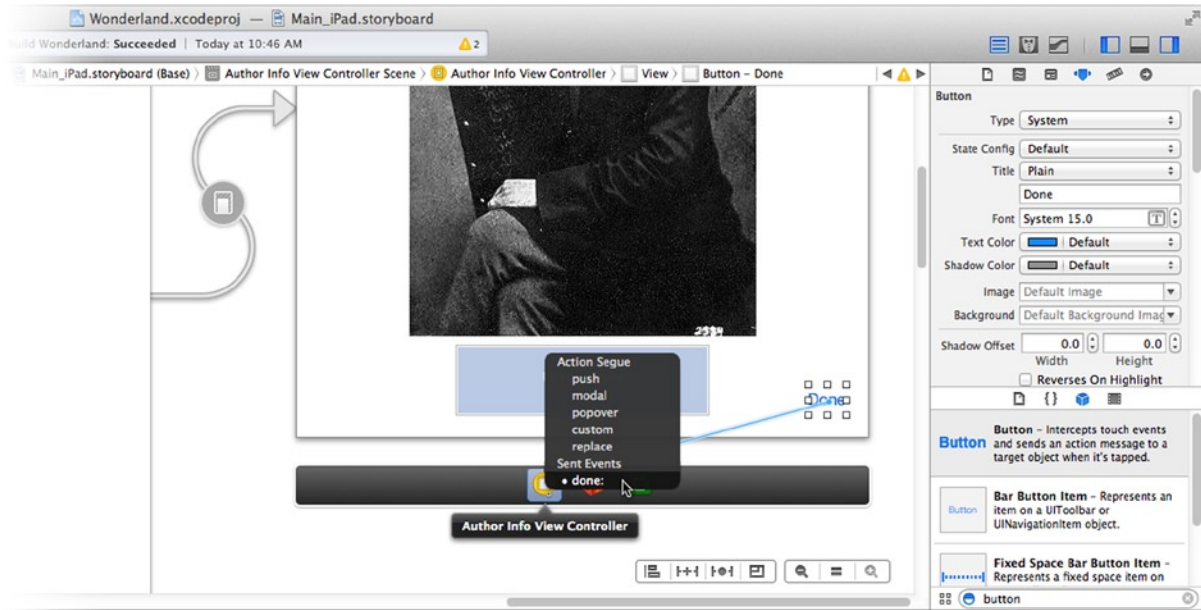 Wonderland.xcodeproj — Main_iPad.storyboard
Wonderland: Succeeded | Today at 10:46 AM
2
Main_iPad.storyboard (Base) 〉 Author Info View Controller Scene 〉 Author Info View Controller 〉 View 〉 Button – Done
Button
Type System
State Config Default
Title Plain
Done
Font System 15.0
Text Color Default
Shadow Color Default
Image Default Image
Background Default Background Imag
Shadow Offset 0.0 0.0
Width Height
Reverses On Highlight
Action Segue
push
modal
popover
custom
replace
Sent Events
• done:
Done
Author Info View Controller
Button
Button – Intercepts touch events
and sends an action message to a
target object when it's tapped.
Button
Bar Button Item – Represents an
item on a UIToolbar or
UINavigationItem object.
Fixed Space Bar Button Item –
Represents a fixed space item on
button